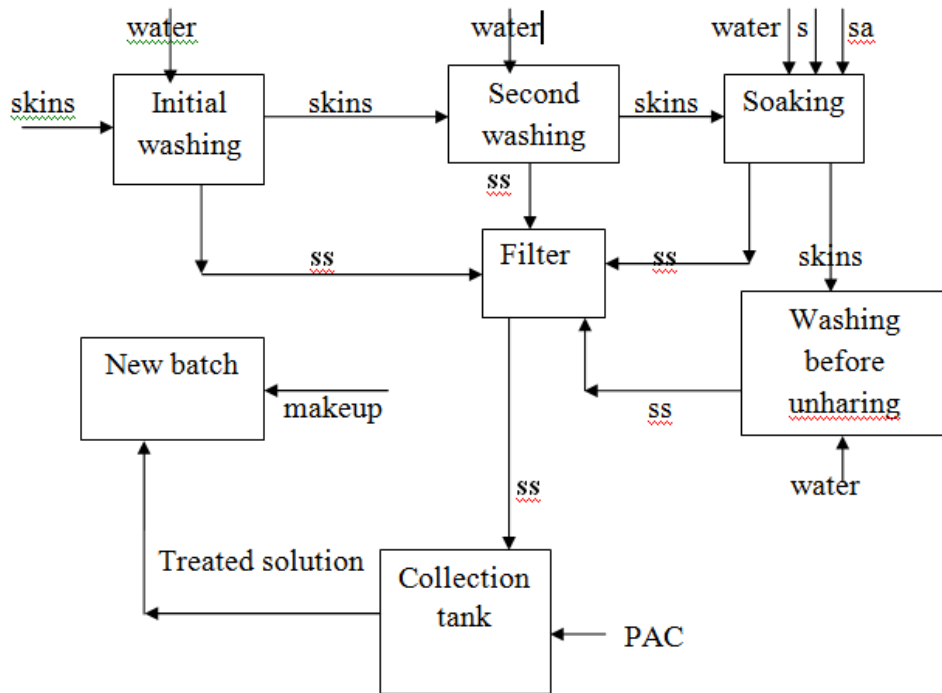 water
water
water s sa
skins
Initial
washing
skins
Second
washing
skins
Soaking
ss
Filter
ss
ss
skins
Washing
before
unharing
New batch
makeup
ss
water
ss
Treated solution
Collection
tank
PAC